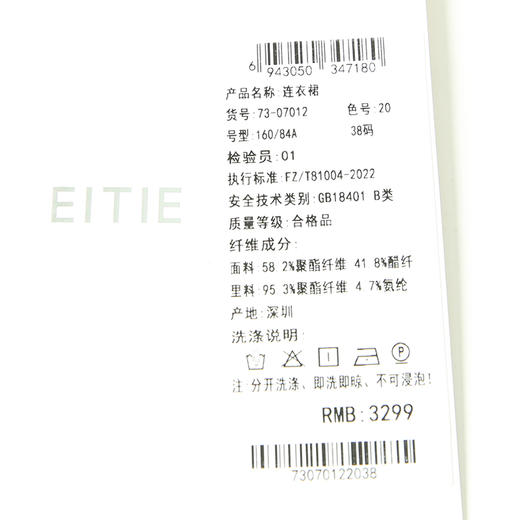 6 943050 347180
产品名称: 连衣裙
货号: 73-07012 色号: 20
号型: 160/84A 38码
检验员: 01
执行标准: FZ/T81004-2022
安全技术类别: GB18401 B类
EITIE
质量等级: 合格品
纤维成分:
面料 58.2%聚酯纤维 41.8%醋纤
里料: 95.3%聚酯纤维 4.7%氨纶
产地: 深圳
洗涤说明:
P
注: 分开洗涤、即洗即晾、不可浸泡!
RMB: 3299
73070122038